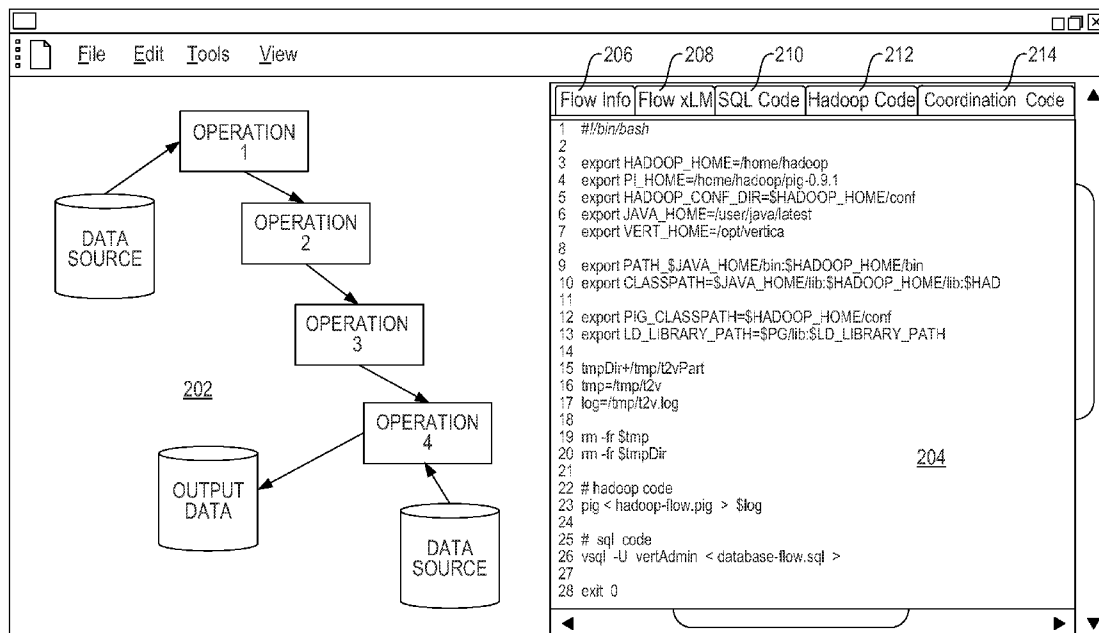 File Edit Tools View
206 208 210 212 214
Flow Info Flow xLM SQL Code Hadoop Code Coordination Code
OPERATION
1
DATA
SOURCE
OPERATION
2
OPERATION
3
202
OPERATION
4
OUTPUT
DATA
DATA
SOURCE
1 #!/bin/bash
2
3 export HADOOP_HOME=/home/hadoop
4 export PI_HOME=/home/hadoop/pig-0.9.1
5 export HADOOP_CONF_DIR=$HADOOP_HOME/conf
6 export JAVA_HOME=/user/java/latest
7 export VERT_HOME=/opt/vertica
8
9 export PATH_$JAVA_HOME/bin:$HADOOP_HOME/bin
10 export CLASSPATH=$JAVA_HOME/lib:$HADOOP_HOME/lib:$HAD
11
12 export PIG_CLASSPATH=$HADOOP_HOME/conf
13 export LD_LIBRARY_PATH=$PG/lib:$LD_LIBRARY_PATH
14
15 tmpDir+/tmp/t2vPart
16 tmp=/tmp/t2v
17 log=/tmp/t2v.log
18
19 rm -fr $tmp
20 rm -fr $tmpDir
21
22 # hadoop code
23 pig < hadoop-flow.pig > $log
24
25 # sql code
26 vsql -U vertAdmin < database-flow.sql >
27
28 exit 0
204